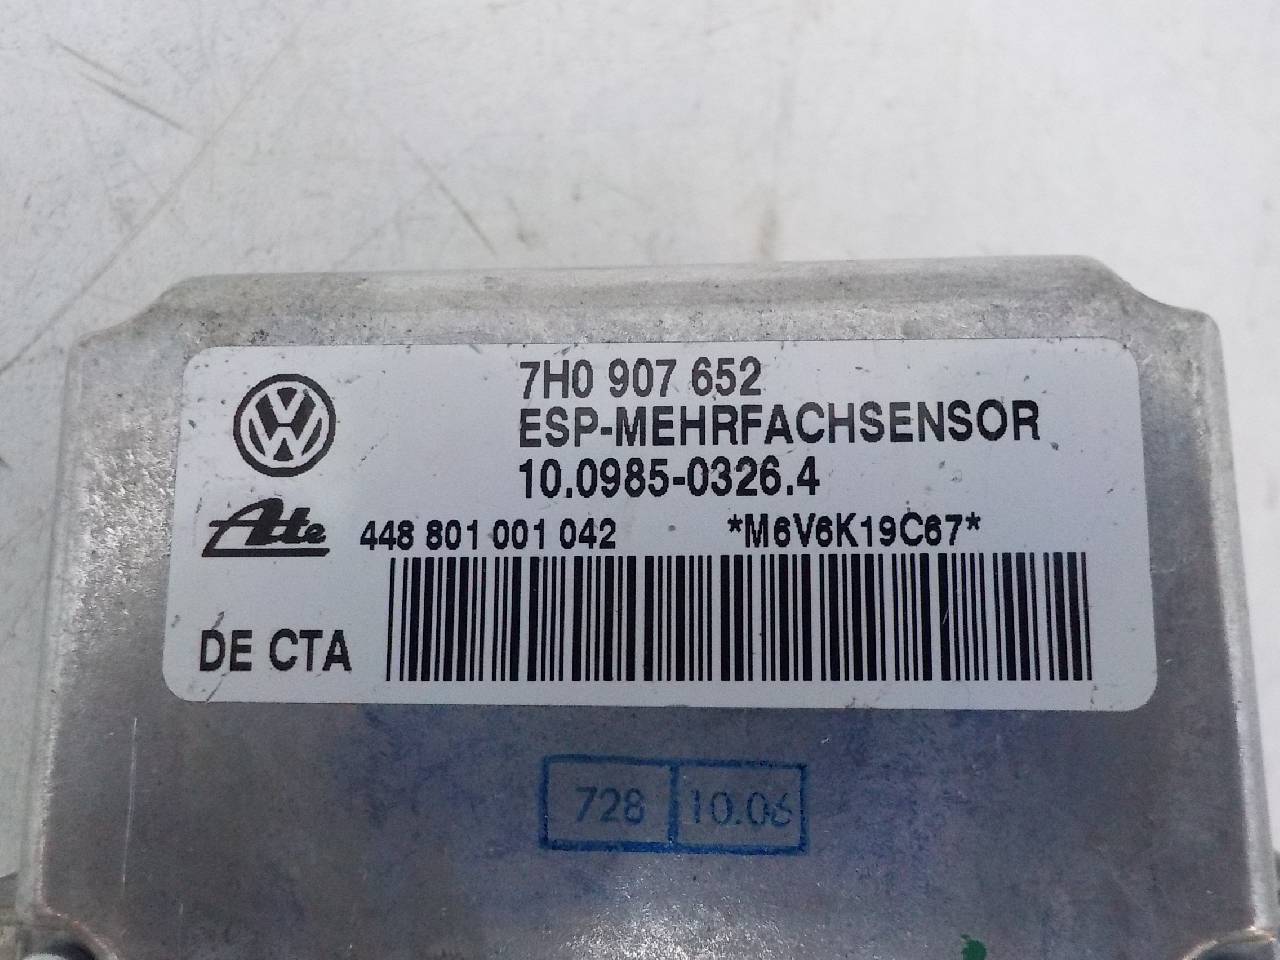 7H0 907 652
ESP-MEHRFACHSENSOR
10.0985-0326.4
Ate 448 801 001 042 *M6V6K19C67*
DE CTA
728 10.06